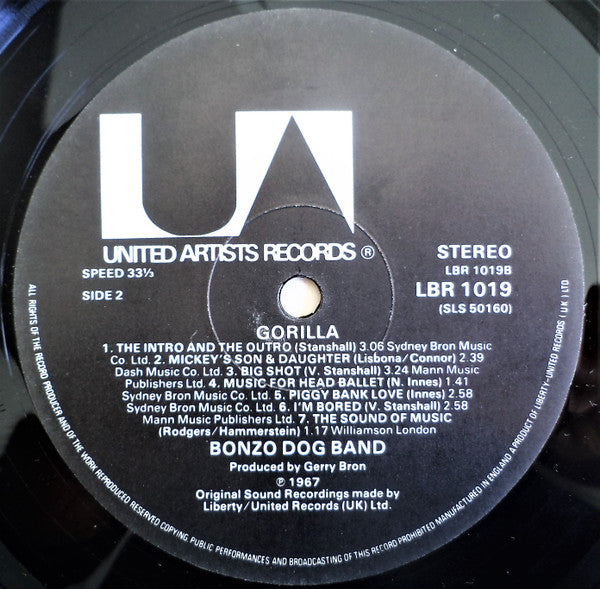 UA
UNITED ARTISTS RECORDS ®
SPEED 33⅓
SIDE 2
STEREO
LBR 1019B
LBR 1019
(SLS 50160)
GORILLA
1. THE INTRO AND THE OUTRO (Stanshall) 3.06 Sydney Bron Music
Co. Ltd. 2. MICKEY'S SON & DAUGHTER (Lisbona/Connor) 2.39
Dash Music Co. Ltd. 3. BIG SHOT (V. Stanshall) 3.24 Mann Music
Publishers Ltd. 4. MUSIC FOR HEAD BALLET (N. Innes) 1.41
Sydney Bron Music Co. Ltd. 5. PIGGY BANK LOVE (Innes) 2.58
Sydney Bron Music Co. Ltd. 6. I'M BORED (V. Stanshall) 2.58
Mann Music Publishers Ltd. 7. THE SOUND OF MUSIC
(Rodgers/Hammerstein) 1.17 Williamson London
BONZO DOG BAND
Produced by Gerry Bron
℗ 1967
Original Sound Recordings made by
Liberty/United Records (UK) Ltd.
ALL RIGHTS OF THE RECORD PRODUCER AND OF THE WORK REPRODUCED RESERVED COPYING PUBLIC PERFORMANCES AND BROADCASTING OF THIS RECORD PROHIBITED MANUFACTURED IN ENGLAND A PRODUCT OF LIBERTY-UNITED RECORDS (UK) LTD